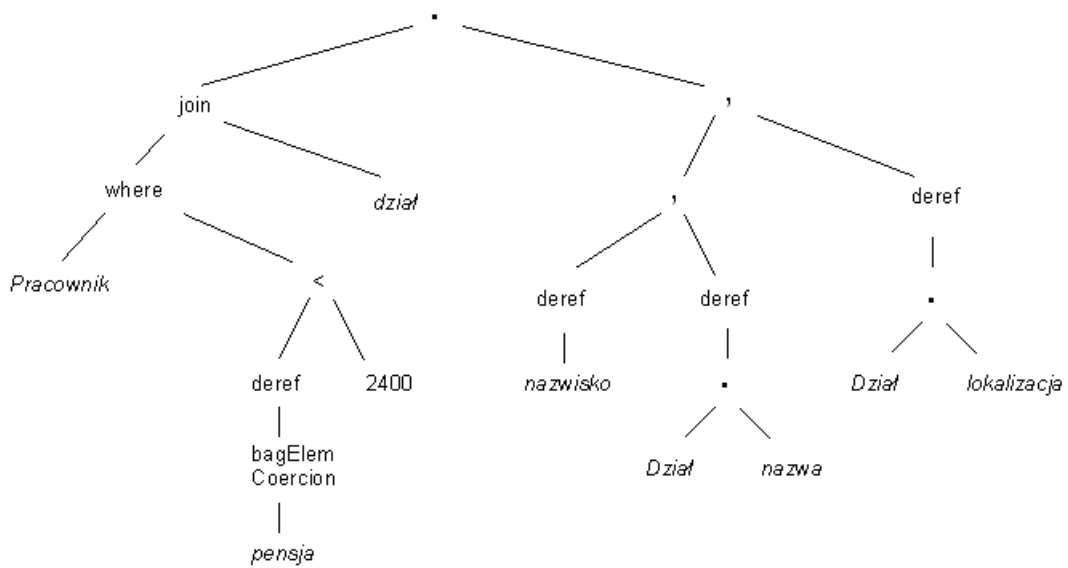 .
join
,
where
dział
,
deref
Pracownik
<
deref
deref
.
deref
2400
nazwisko
.
Dział
lokalizacja
bagElem
Coercion
Dział
nazwa
pensja